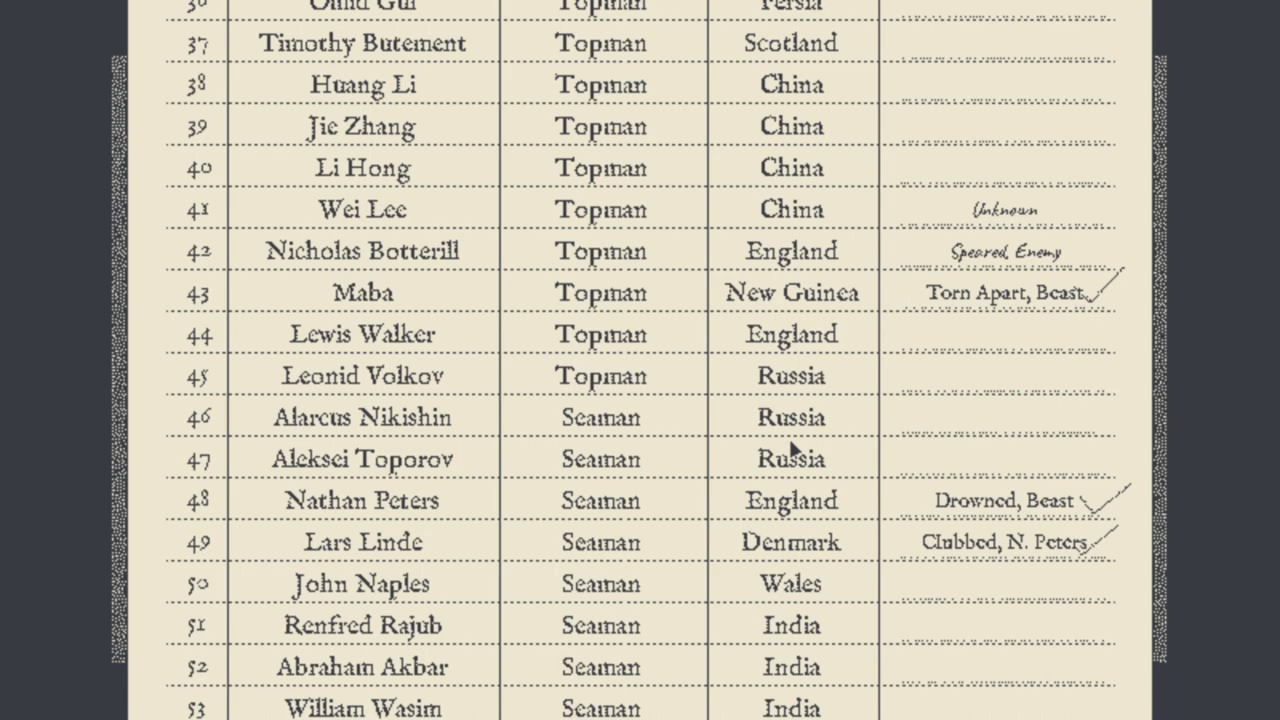 36 Omid Gul Topman Persia
37 Timothy Butement Topman Scotland
38 Huang Li Topman China
39 Jie Zhang Topman China
40 Li Hong Topman China
41 Wei Lee Topman China Unknown
42 Nicholas Botterill Topman England Speared, Enemy
43 Maba Topman New Guinea Torn Apart, Beast
44 Lewis Walker Topman England
45 Leonid Volkov Topman Russia
46 Alarcus Nikishin Seaman Russia
47 Aleksei Toporov Seaman Russia
48 Nathan Peters Seaman England Drowned, Beast
49 Lars Linde Seaman Denmark Clubbed, N. Peters
50 John Naples Seaman Wales
51 Renfred Rajub Seaman India
52 Abraham Akbar Seaman India
53 William Wasim Seaman India